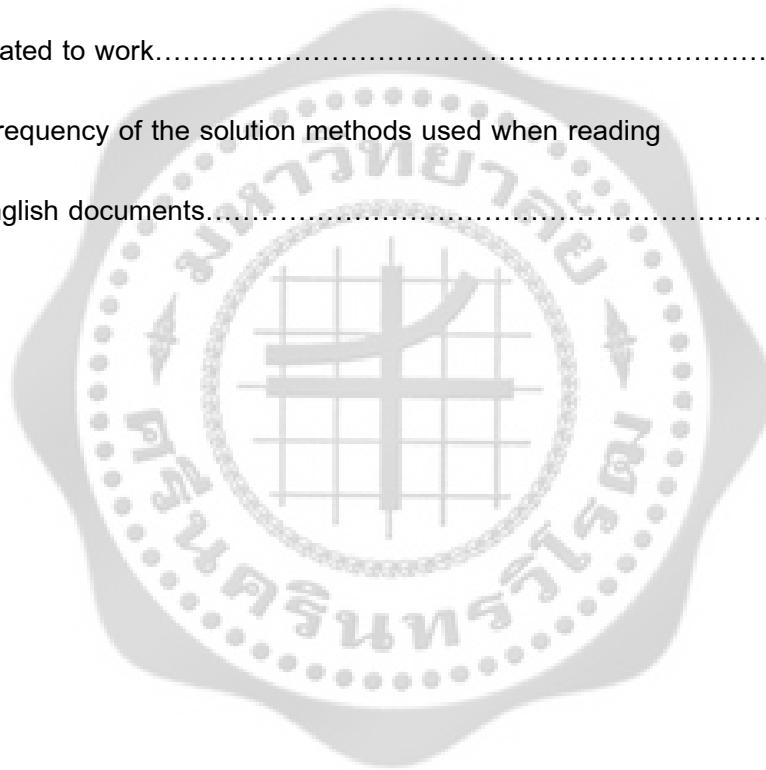 ated to work……………………………………………………………
requency of the solution methods used when reading
nglish documents………………………………………………………
มหาวิทยาลัย
ศรีนครินทรวิโรฒ